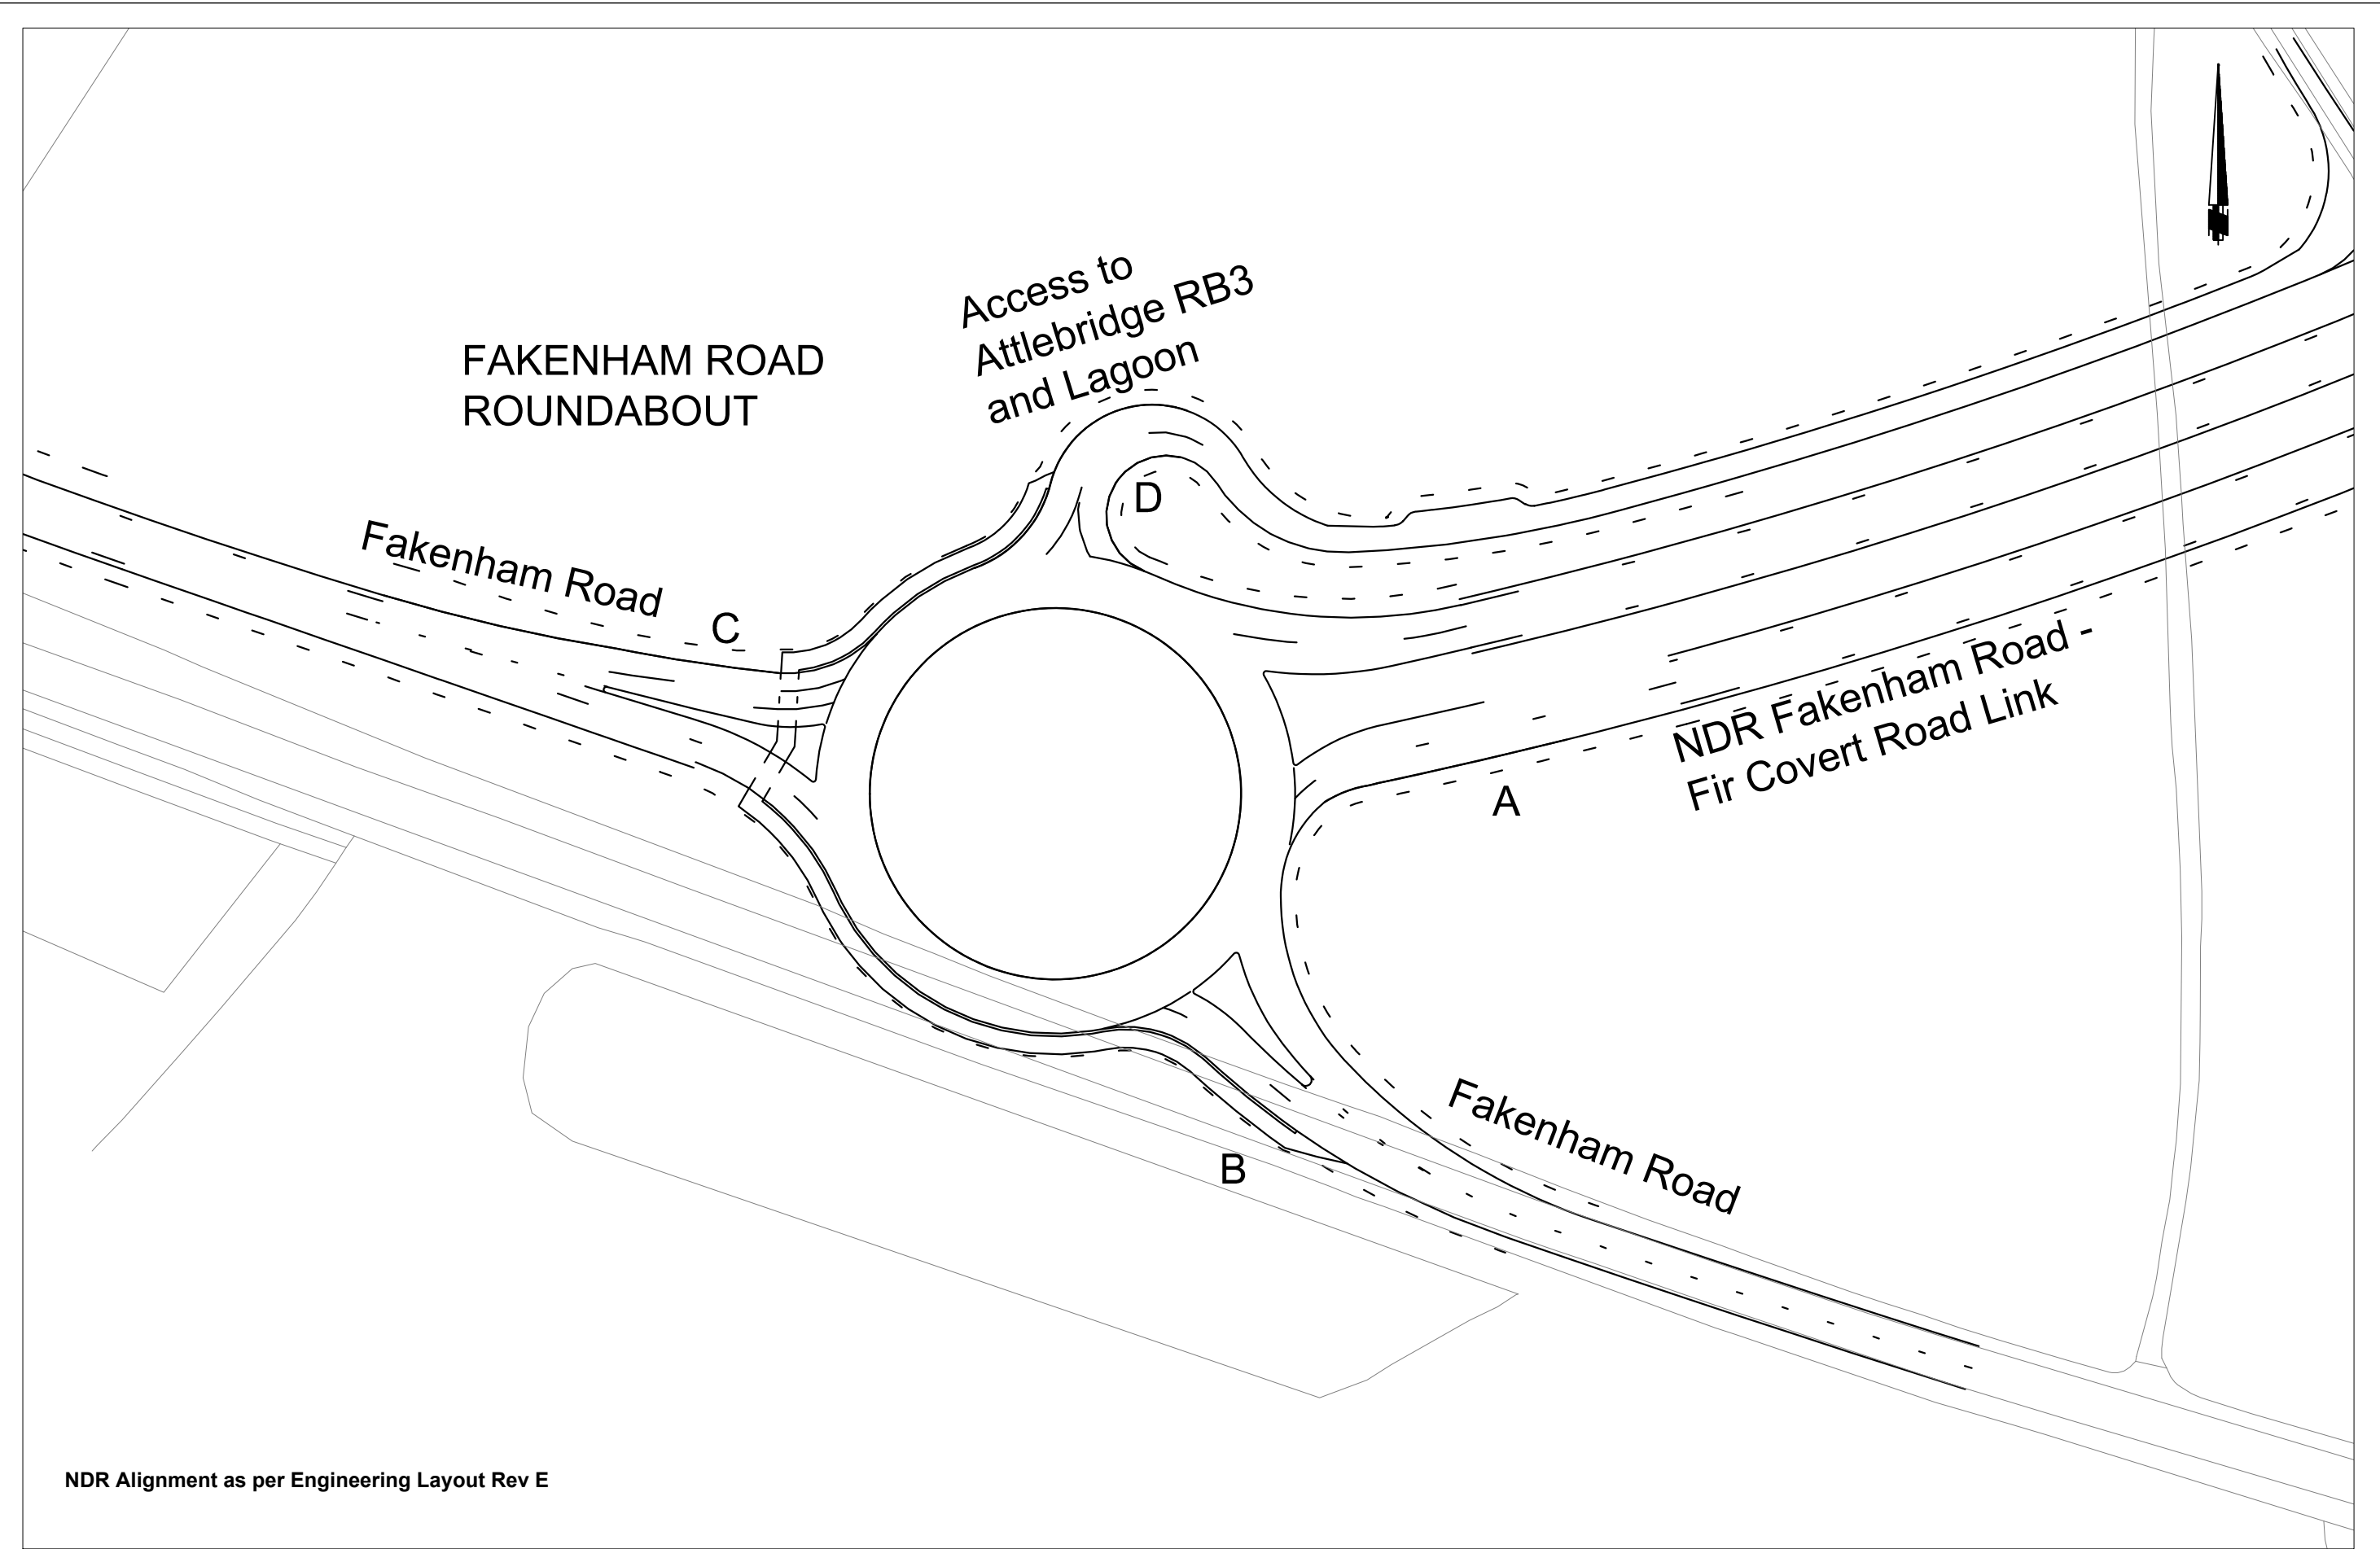 Access to
Attlebridge RB3
and Lagoon
FAKENHAM ROAD
ROUNDABOUT
D
Fakenham Road
C
NDR Fakenham Road -
Fir Covert Road Link
A
Fakenham Road
B
NDR Alignment as per Engineering Layout Rev E